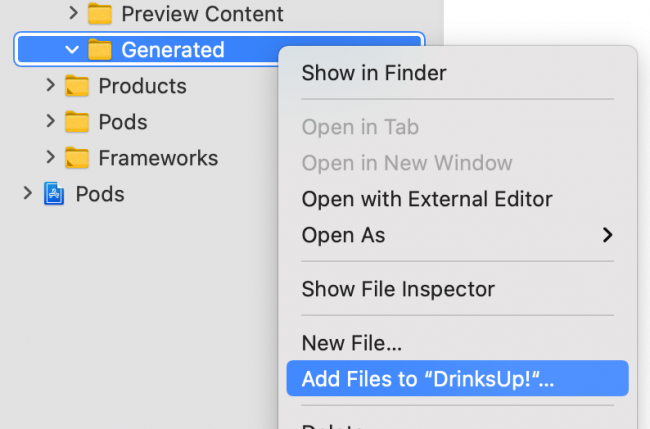 Preview Content
Generated
Show in Finder
Products
Open in Tab
Pods
Open in New Window
Frameworks
Pods
Open with External Editor
Open As
Show File Inspector
New File...
Add Files to “DrinksUp!“...